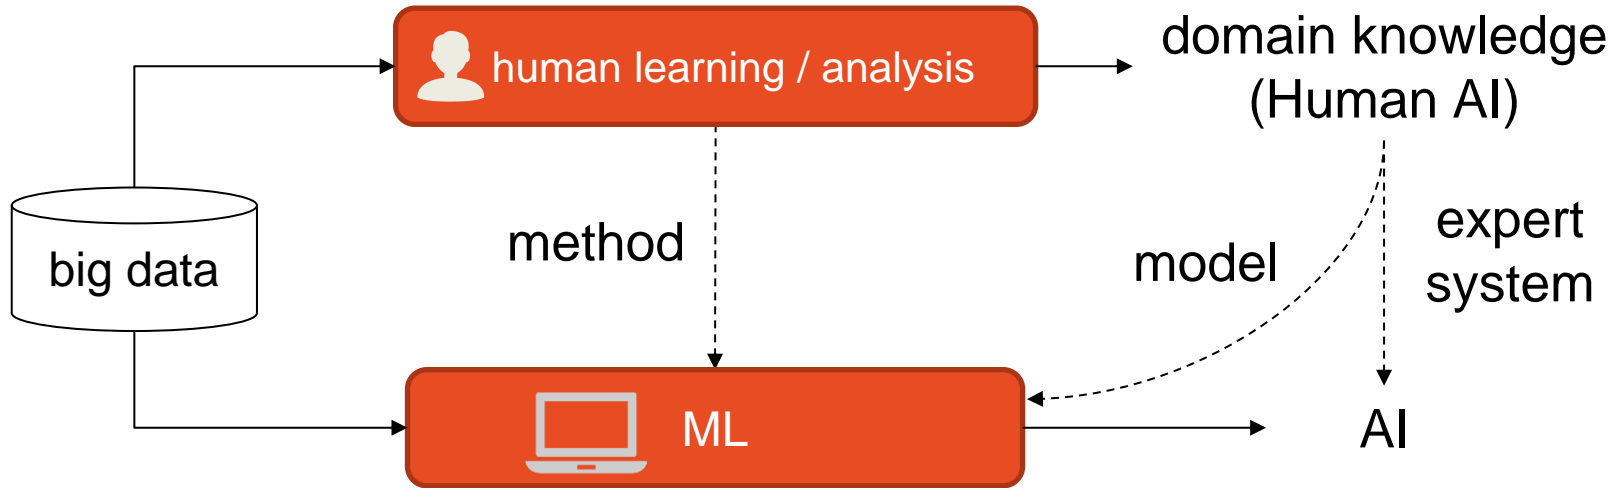 human learning / analysis
domain knowledge
(Human AI)
big data
method
model
expert
system
ML
AI